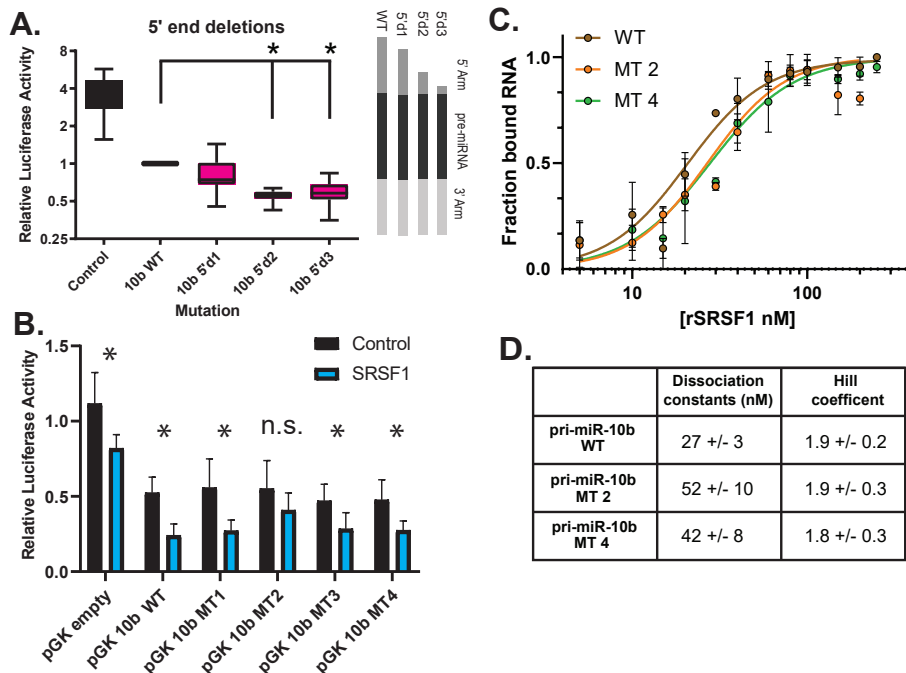 A.
5' end deletions
Relative Luciferase Activity
8
4
2
1
0.5
0.25
* *
Control
10b WT
10b 5'd1
10b 5'd2
10b 5'd3
Mutation
WT
5'd1
5'd2
5'd3
5' Arm
pre-miRNA
3' Arm
B.
Relative Luciferase Activity
1.5
1.0
0.5
0.0
Control
SRSF1
* * * n.s. * *
pGK empty
pGK 10b WT
pGK 10b MT1
pGK 10b MT2
pGK 10b MT3
pGK 10b MT4
C.
Fraction bound RNA
1.0
0.5
0.0
WT
MT 2
MT 4
10 100
[rSRSF1 nM]
D.
Dissociation constants (nM)
Hill coefficent
pri-miR-10b WT
27 +/- 3
1.9 +/- 0.2
pri-miR-10b MT 2
52 +/- 10
1.9 +/- 0.3
pri-miR-10b MT 4
42 +/- 8
1.8 +/- 0.3